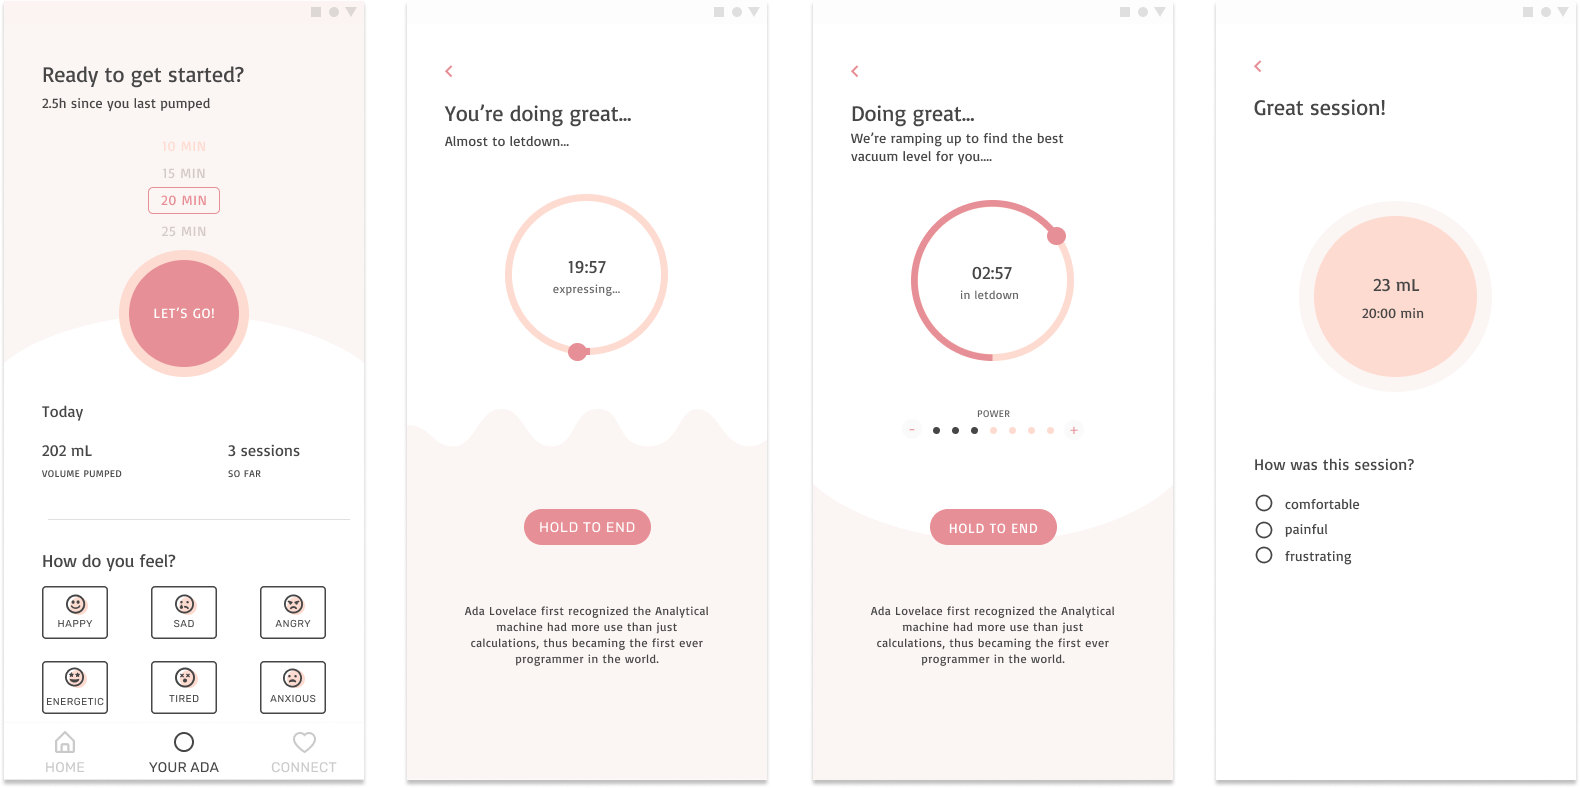 Ready to get started?
2.5h since you last pumped
10 MIN
15 MIN
20 MIN
25 MIN
LET'S GO!
Today
202 mL
3 sessions
VOLUME PUMPED
SO FAR
How do you feel?
HAPPY
SAD
ANGRY
ENERGETIC
TIRED
ANXIOUS
HOME
YOUR ADA
CONNECT
You're doing great...
Almost to letdown...
19:57
expressing...
HOLD TO END
Ada Lovelace first recognized the Analytical
machine had more use than just
calculations, thus becaming the first ever
programmer in the world.
Doing great...
We're ramping up to find the best
vacuum level for you....
02:57
in letdown
POWER
- +
HOLD TO END
Ada Lovelace first recognized the Analytical
machine had more use than just
calculations, thus becaming the first ever
programmer in the world.
Great session!
23 mL
20:00 min
How was this session?
comfortable
painful
frustrating